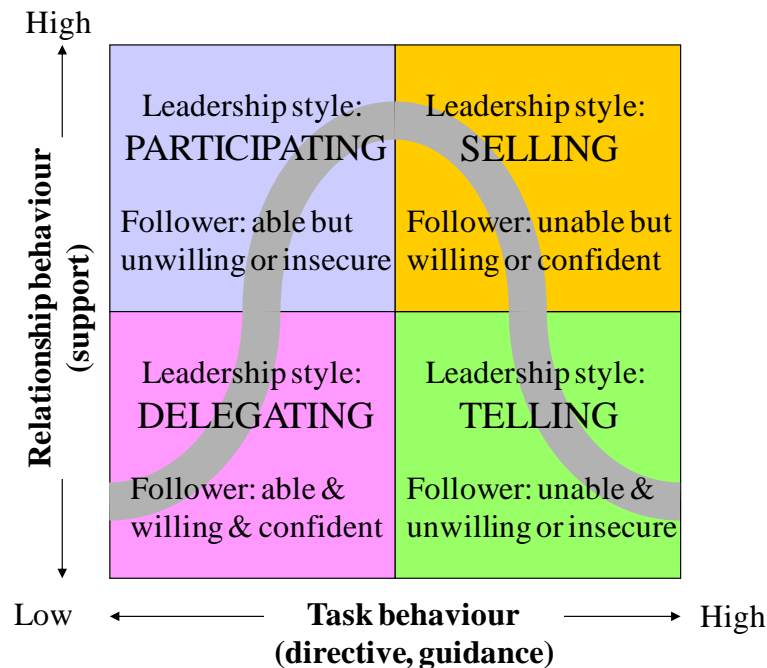 High
Leadership style:
PARTICIPATING
Follower: able but
unwilling or insecure
Leadership style:
SELLING
Follower: unable but
willing or confident
Relationship behaviour
(support)
Leadership style:
DELEGATING
Follower: able &
willing & confident
Leadership style:
TELLING
Follower: unable &
unwilling or insecure
Low
Task behaviour
(directive, guidance)
High